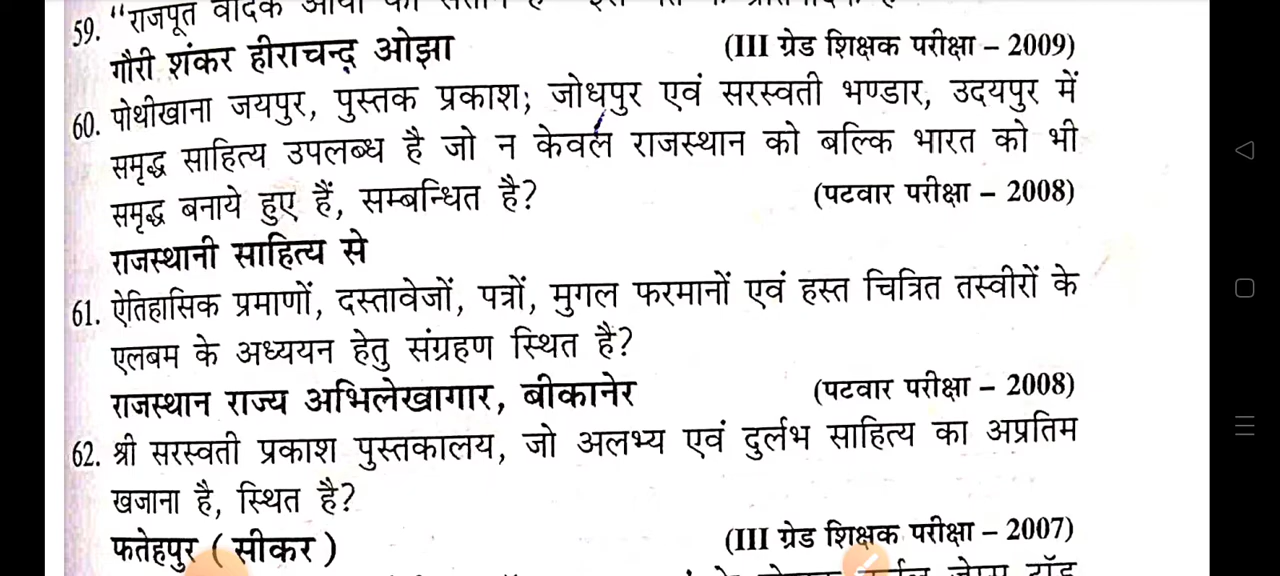 59. "राजपूत वैदिक आर्यों की संतान हैं"
गौरी शंकर हीराचन्द्र ओझा (III ग्रेड शिक्षक परीक्षा – 2009)
60. पोथीखाना जयपुर, पुस्तक प्रकाश; जोधपुर एवं सरस्वती भण्डार, उदयपुर में
समृद्ध साहित्य उपलब्ध है जो न केवल राजस्थान को बल्कि भारत को भी
समृद्ध बनाये हुए हैं, सम्बन्धित है? (पटवार परीक्षा – 2008)
राजस्थानी साहित्य से
61. ऐतिहासिक प्रमाणों, दस्तावेजों, पत्रों, मुगल फरमानों एवं हस्त चित्रित तस्वीरों के
एलबम के अध्ययन हेतु संग्रहण स्थित है?
राजस्थान राज्य अभिलेखागार, बीकानेर (पटवार परीक्षा – 2008)
62. श्री सरस्वती प्रकाश पुस्तकालय, जो अलभ्य एवं दुर्लभ साहित्य का अप्रतिम
खजाना है, स्थित है?
फतेहपुर (सीकर) (III ग्रेड शिक्षक परीक्षा – 2007)